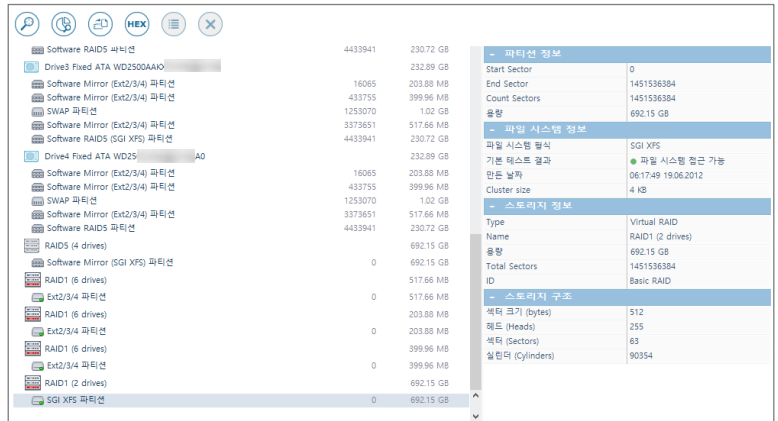 HEX
Software RAID5 파티션 4433941 230.72 GB
Drive3 Fixed ATA WD2500AAKX 232.89 GB
Software Mirror (Ext2/3/4) 파티션 16065 203.88 MB
Software Mirror (Ext2/3/4) 파티션 433755 399.96 MB
SWAP 파티션 1253070 1.02 GB
Software Mirror (Ext2/3/4) 파티션 3373651 517.66 MB
Software RAID5 (SGI XFS) 파티션 4433941 230.72 GB
Drive4 Fixed ATA WD25 A0 232.89 GB
Software Mirror (Ext2/3/4) 파티션 16065 203.88 MB
Software Mirror (Ext2/3/4) 파티션 433755 399.96 MB
SWAP 파티션 1253070 1.02 GB
Software Mirror (Ext2/3/4) 파티션 3373651 517.66 MB
Software RAID5 파티션 4433941 230.72 GB
RAID5 (4 drives) 692.15 GB
Software Mirror (SGI XFS) 파티션 0 692.15 GB
RAID1 (6 drives) 517.66 MB
Ext2/3/4 파티션 0 517.66 MB
RAID1 (6 drives) 203.88 MB
Ext2/3/4 파티션 0 203.88 MB
RAID1 (6 drives) 399.96 MB
Ext2/3/4 파티션 0 399.96 MB
RAID1 (2 drives) 692.15 GB
SGI XFS 파티션 0 692.15 GB
- 파티션 정보
Start Sector 0
End Sector 1451536384
Count Sectors 1451536384
용량 692.15 GB
- 파일 시스템 정보
파일 시스템 형식 SGI XFS
기본 테스트 결과 파일 시스템 접근 가능
만든 날짜 06:17:49 19.06.2012
Cluster size 4 KB
- 스토리지 정보
Type Virtual RAID
Name RAID1 (2 drives)
용량 692.15 GB
Total Sectors 1451536384
ID Basic RAID
- 스토리지 구조
섹터 크기 (bytes) 512
헤드 (Heads) 255
섹터 (Sectors) 63
실린더 (Cylinders) 90354